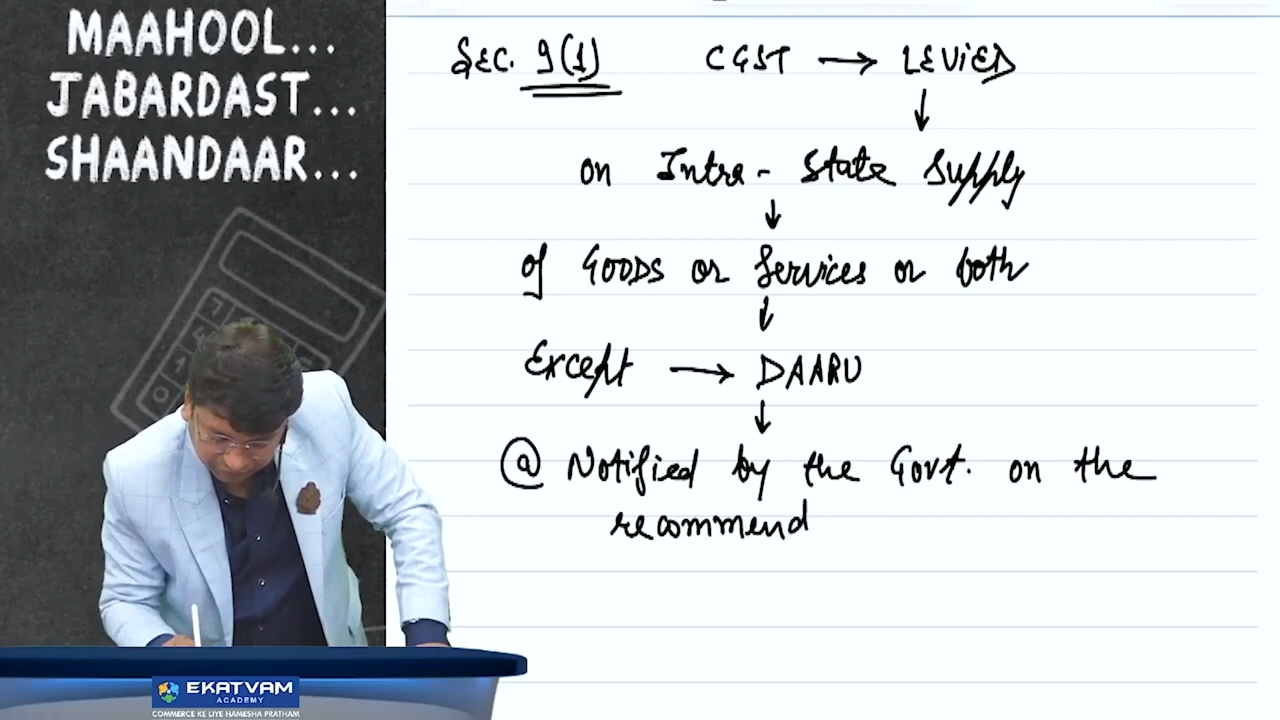 MAAHOOL...
JABARDAST...
SHAANDAAR...
SEC. 9(1) CGST → LEVIED
↓
on Intra-State Supply
↓
of GOODS or Services or both
↓
Except → DAARU
↓
@ Notified by the Govt. on the
recommend
EKATVAM
ACADEMY
COMMERCE KE LIYE HAMESHA PRATHAM